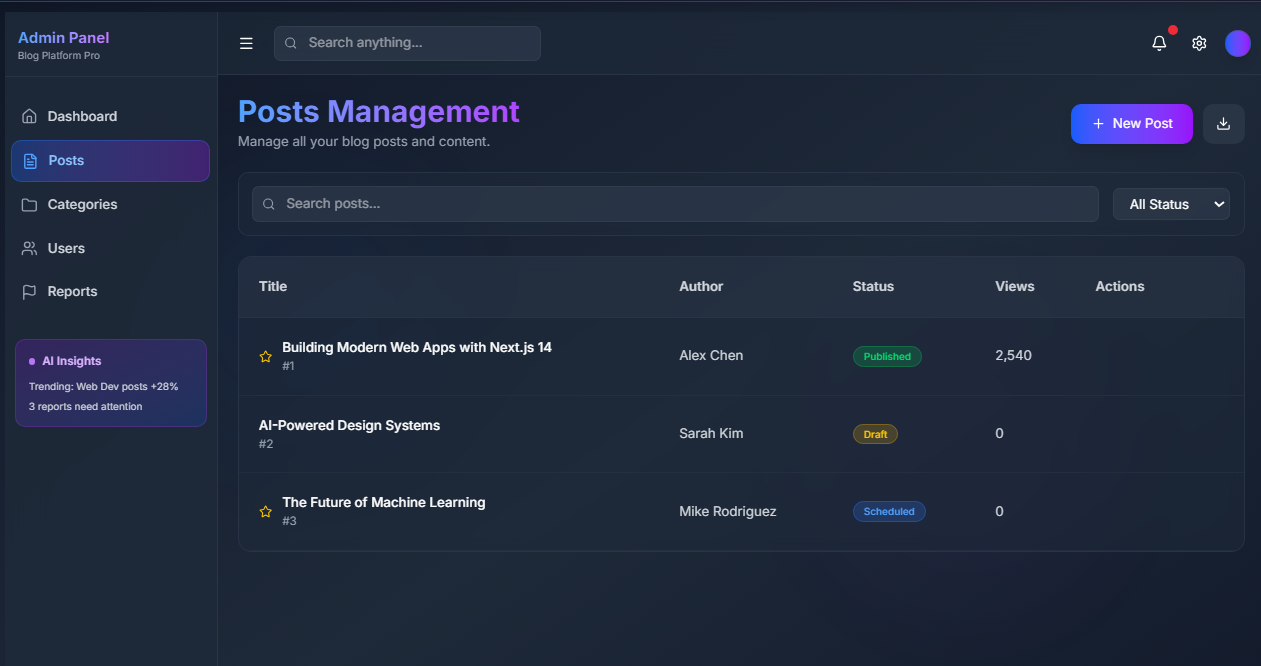 Admin Panel
Blog Platform Pro
Search anything...
Dashboard
Posts
Categories
Users
Reports
AI Insights
Trending: Web Dev posts +28%
3 reports need attention
Posts Management
Manage all your blog posts and content.
+ New Post
Search posts...
All Status
Title Author Status Views Actions
Building Modern Web Apps with Next.js 14
#1
Alex Chen Published 2,540
AI-Powered Design Systems
#2
Sarah Kim Draft 0
The Future of Machine Learning
#3
Mike Rodriguez Scheduled 0